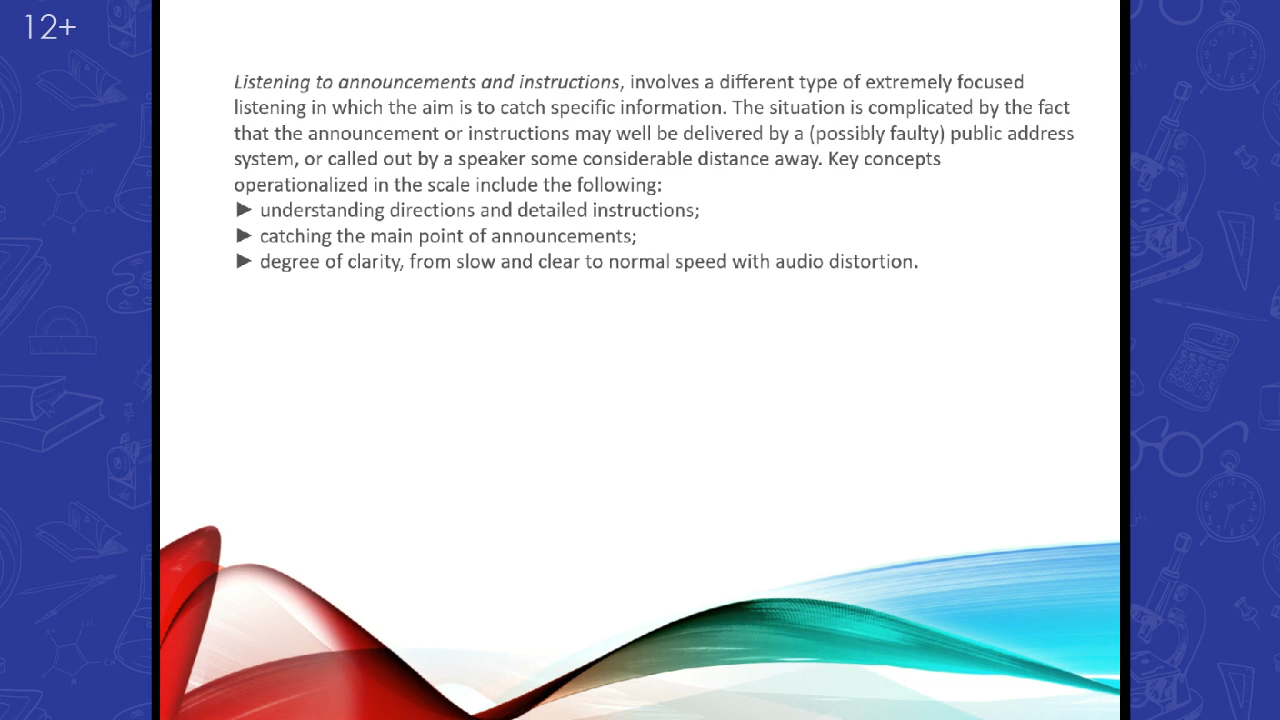 12+
Listening to announcements and instructions, involves a different type of extremely focused
listening in which the aim is to catch specific information. The situation is complicated by the fact
that the announcement or instructions may well be delivered by a (possibly faulty) public address
system, or called out by a speaker some considerable distance away. Key concepts
operationalized in the scale include the following:
► understanding directions and detailed instructions;
► catching the main point of announcements;
► degree of clarity, from slow and clear to normal speed with audio distortion.